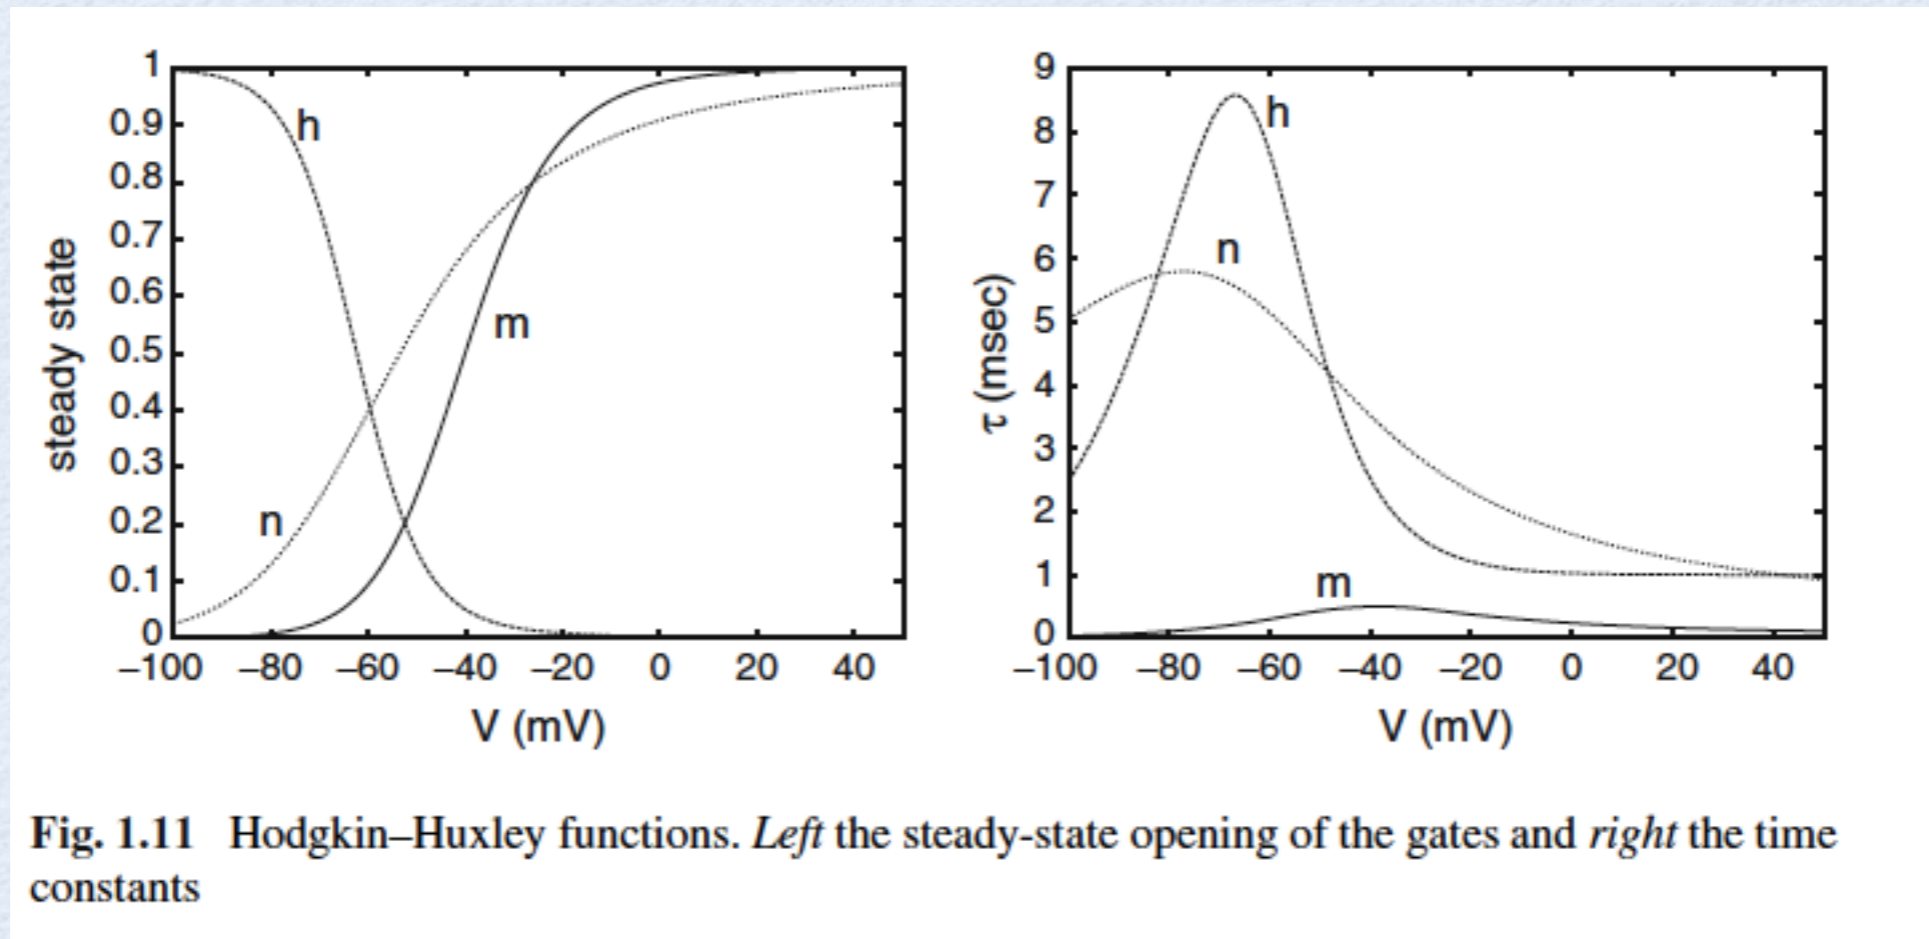 1
0.9
0.8
0.7
0.6
0.5
0.4
0.3
0.2
0.1
0
steady state
h
n
m
–100 –80 –60 –40 –20 0 20 40
V (mV)
9
8
7
6
5
4
3
2
1
0
τ (msec)
h
n
m
–100 –80 –60 –40 –20 0 20 40
V (mV)
Fig. 1.11 Hodgkin–Huxley functions. Left the steady-state opening of the gates and right the time
constants